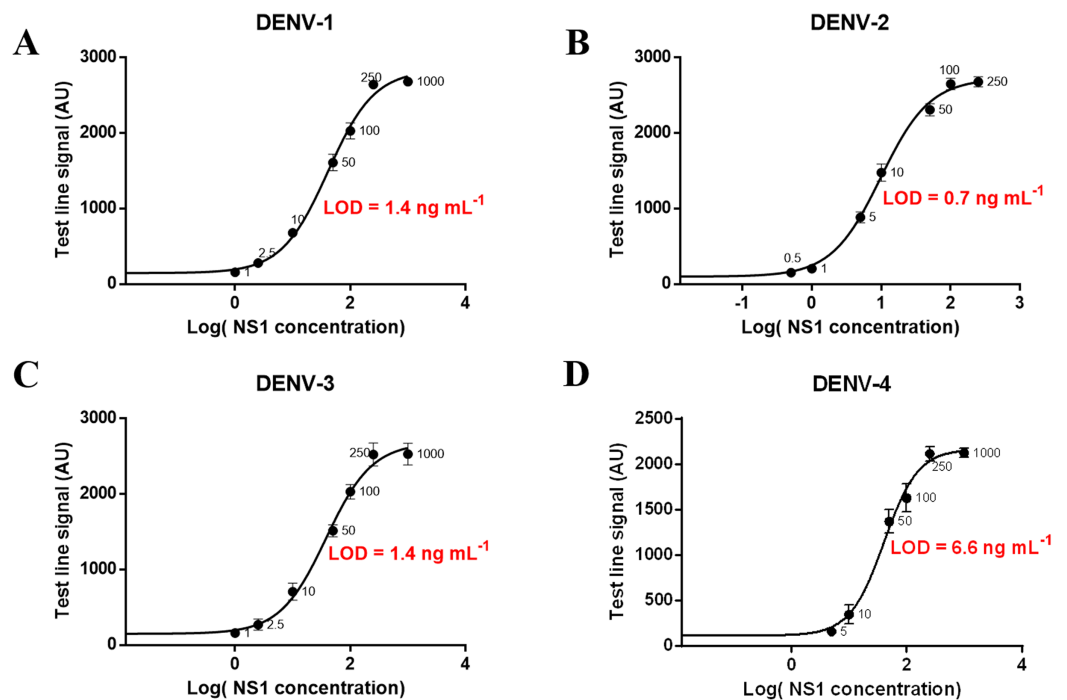 A
DENV-1
Test line signal (AU)
3000
2000
1000
0
250
1000
100
50
10
2.5
1
LOD = 1.4 ng mL-1
0
2
4
Log( NS1 concentration)
B
DENV-2
Test line signal (AU)
3000
2000
1000
0
100
250
50
10
5
0.5
1
LOD = 0.7 ng mL-1
-1
0
1
2
3
Log( NS1 concentration)
C
DENV-3
Test line signal (AU)
3000
2000
1000
0
250
1000
100
50
10
2.5
1
LOD = 1.4 ng mL-1
0
2
4
Log( NS1 concentration)
D
DENV-4
Test line signal (AU)
2500
2000
1500
1000
500
0
1000
250
100
50
10
5
LOD = 6.6 ng mL-1
0
2
4
Log( NS1 concentration)